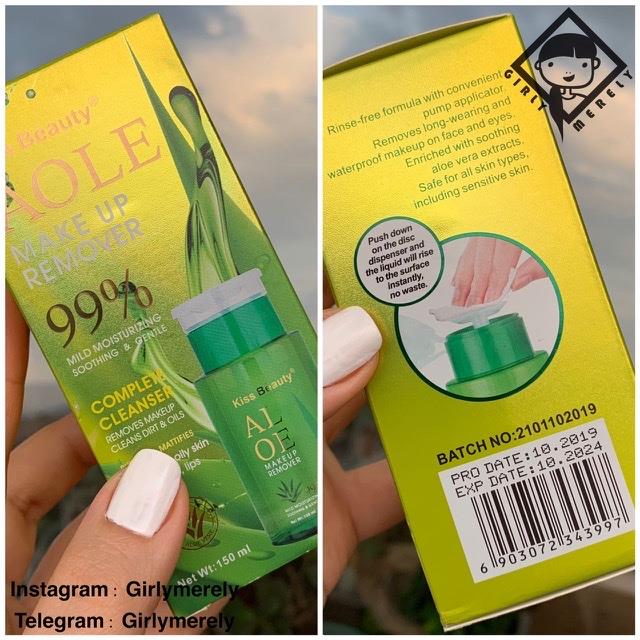 Beauty®
AOLE
MAKE UP
REMOVER
99%
MILD MOISTURIZING
SOOTHING & GENTLE
COMPLETE
CLEANSER
REMOVES MAKEUP
CLEANS DIRT & OILS
MATIFIES
oily skin
lips
Kiss Beauty®
AL
OE
MAKEUP
REMOVER
MILD MOISTURIZING
SOOTHING &
Net Wt: 150 ml
Instagram : Girlymerely
Telegram : Girlymerely
GIRLY MERELY
Rinse-free formula with convenient
pump applicator.
Removes long-wearing and
waterproof makeup on face and eyes.
Enriched with soothing
aloe vera extracts.
Safe for all skin types,
including sensitive skin.
Push down
on the disc
dispenser and
the liquid will rise
to the surface
instantly,
no waste.
BATCH NO:2101102019
PRO DATE:10.2019
EXP DATE:10.2024
6 903072 343997